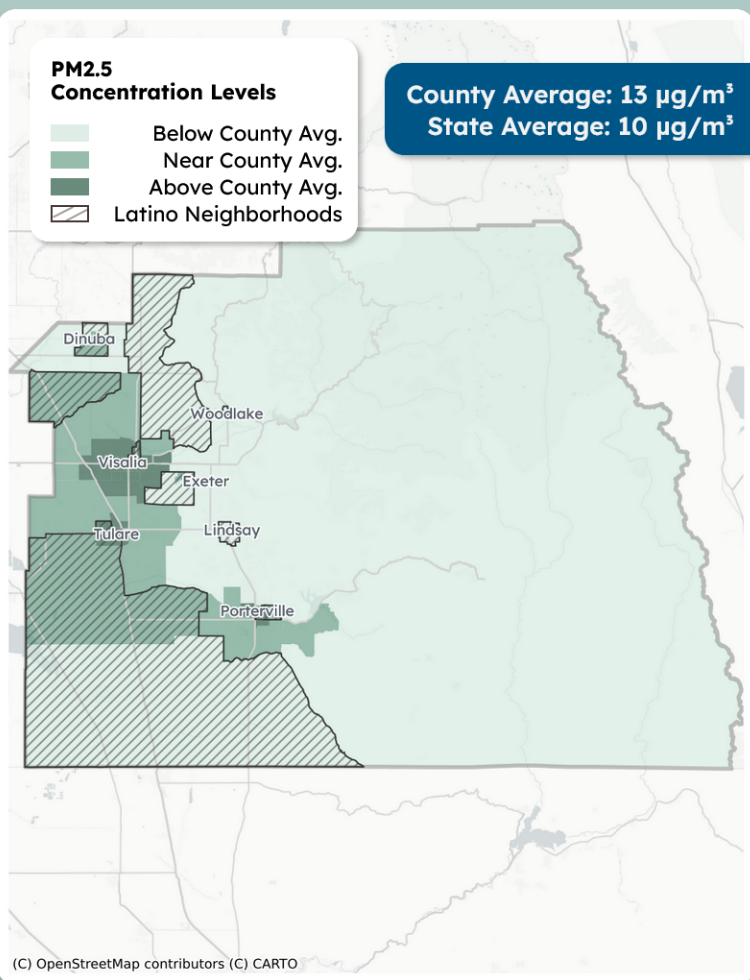 PM2.5
Concentration Levels
Below County Avg.
Near County Avg.
Above County Avg.
Latino Neighborhoods
County Average: 13 µg/m³
State Average: 10 µg/m³
Dinuba
Woodlake
Visalia
Exeter
Tulare
Lindsay
Porterville
(C) OpenStreetMap contributors (C) CARTO